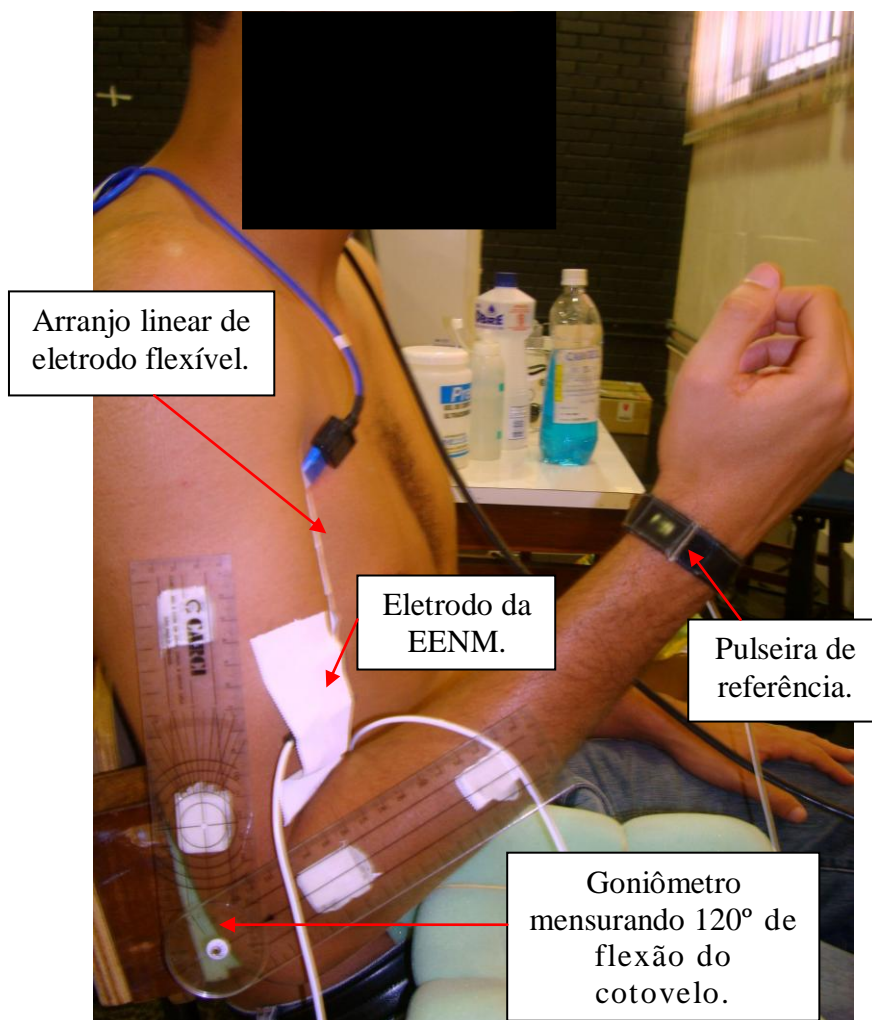 Arranjo linear de
eletrodo flexível.
Eletrodo da
EENM.
Pulseira de
referência.
Goniômetro
mensurando 120º de
flexão do
cotovelo.
CARCI